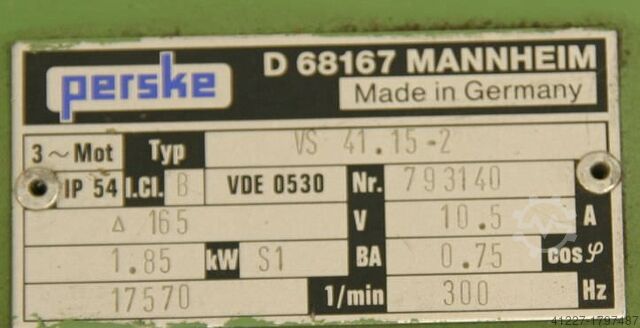 perske D 68167 MANNHEIM
Made in Germany
3~Mot Typ VS 41.15-2
IP 54 I.Cl. B VDE 0530 Nr. 793140
Δ 165 V 10.5 A
1.85 kW S1 BA 0.75 cosφ
17570 1/min 300 Hz
41227-1797487